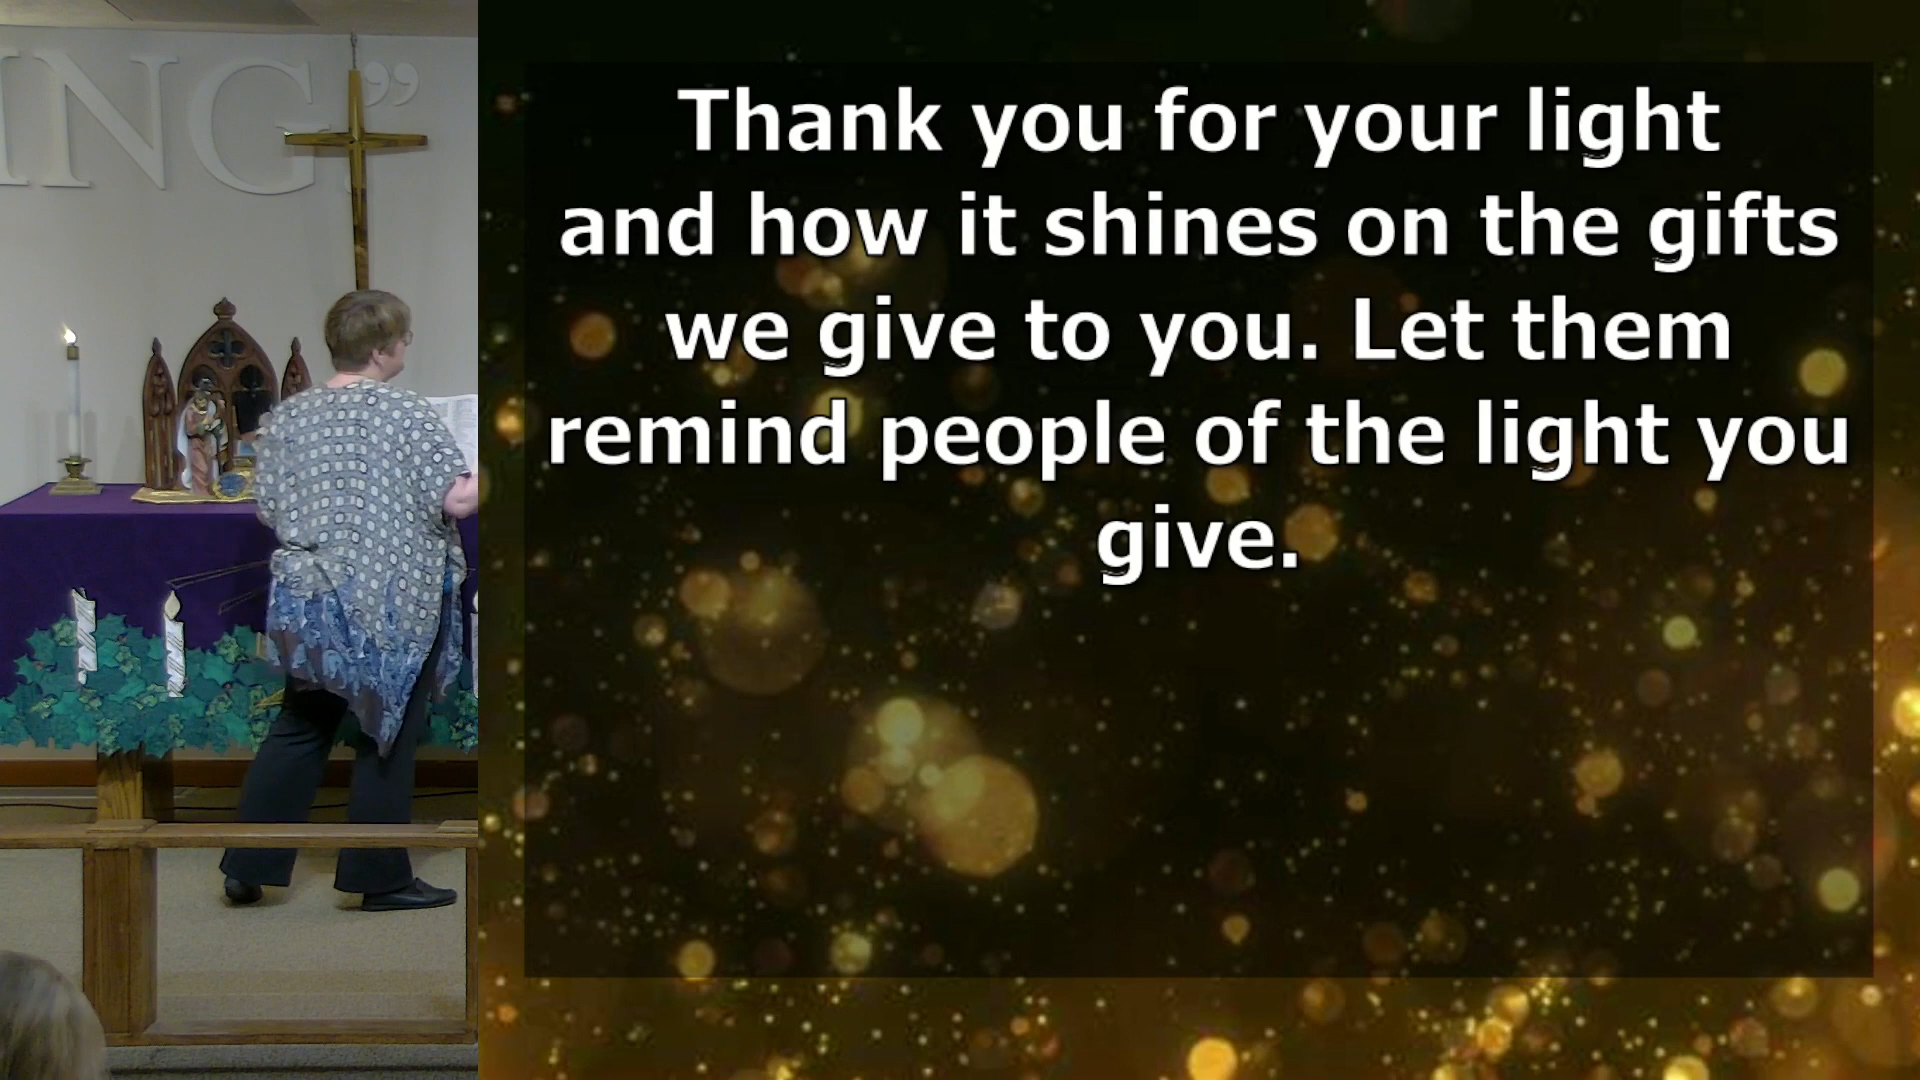 ING.”
Thank you for your light
and how it shines on the gifts
we give to you. Let them
remind people of the light you
give.